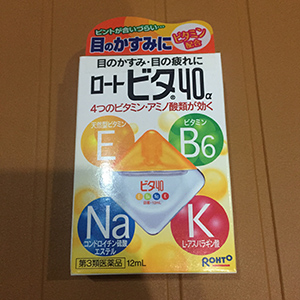 ピントが合いづらい…
目のかすみに
ビタミン
配合
目のかすみ・目の疲れに
ロートビタ40α
4つのビタミン・アミノ酸類が効く
天然型ビタミン
E
ビタミン
B6
ビタ40
Na
コンドロイチン硫酸
エステル
K
L-アスパラギン酸
第3類医薬品
12mL
ROHTO